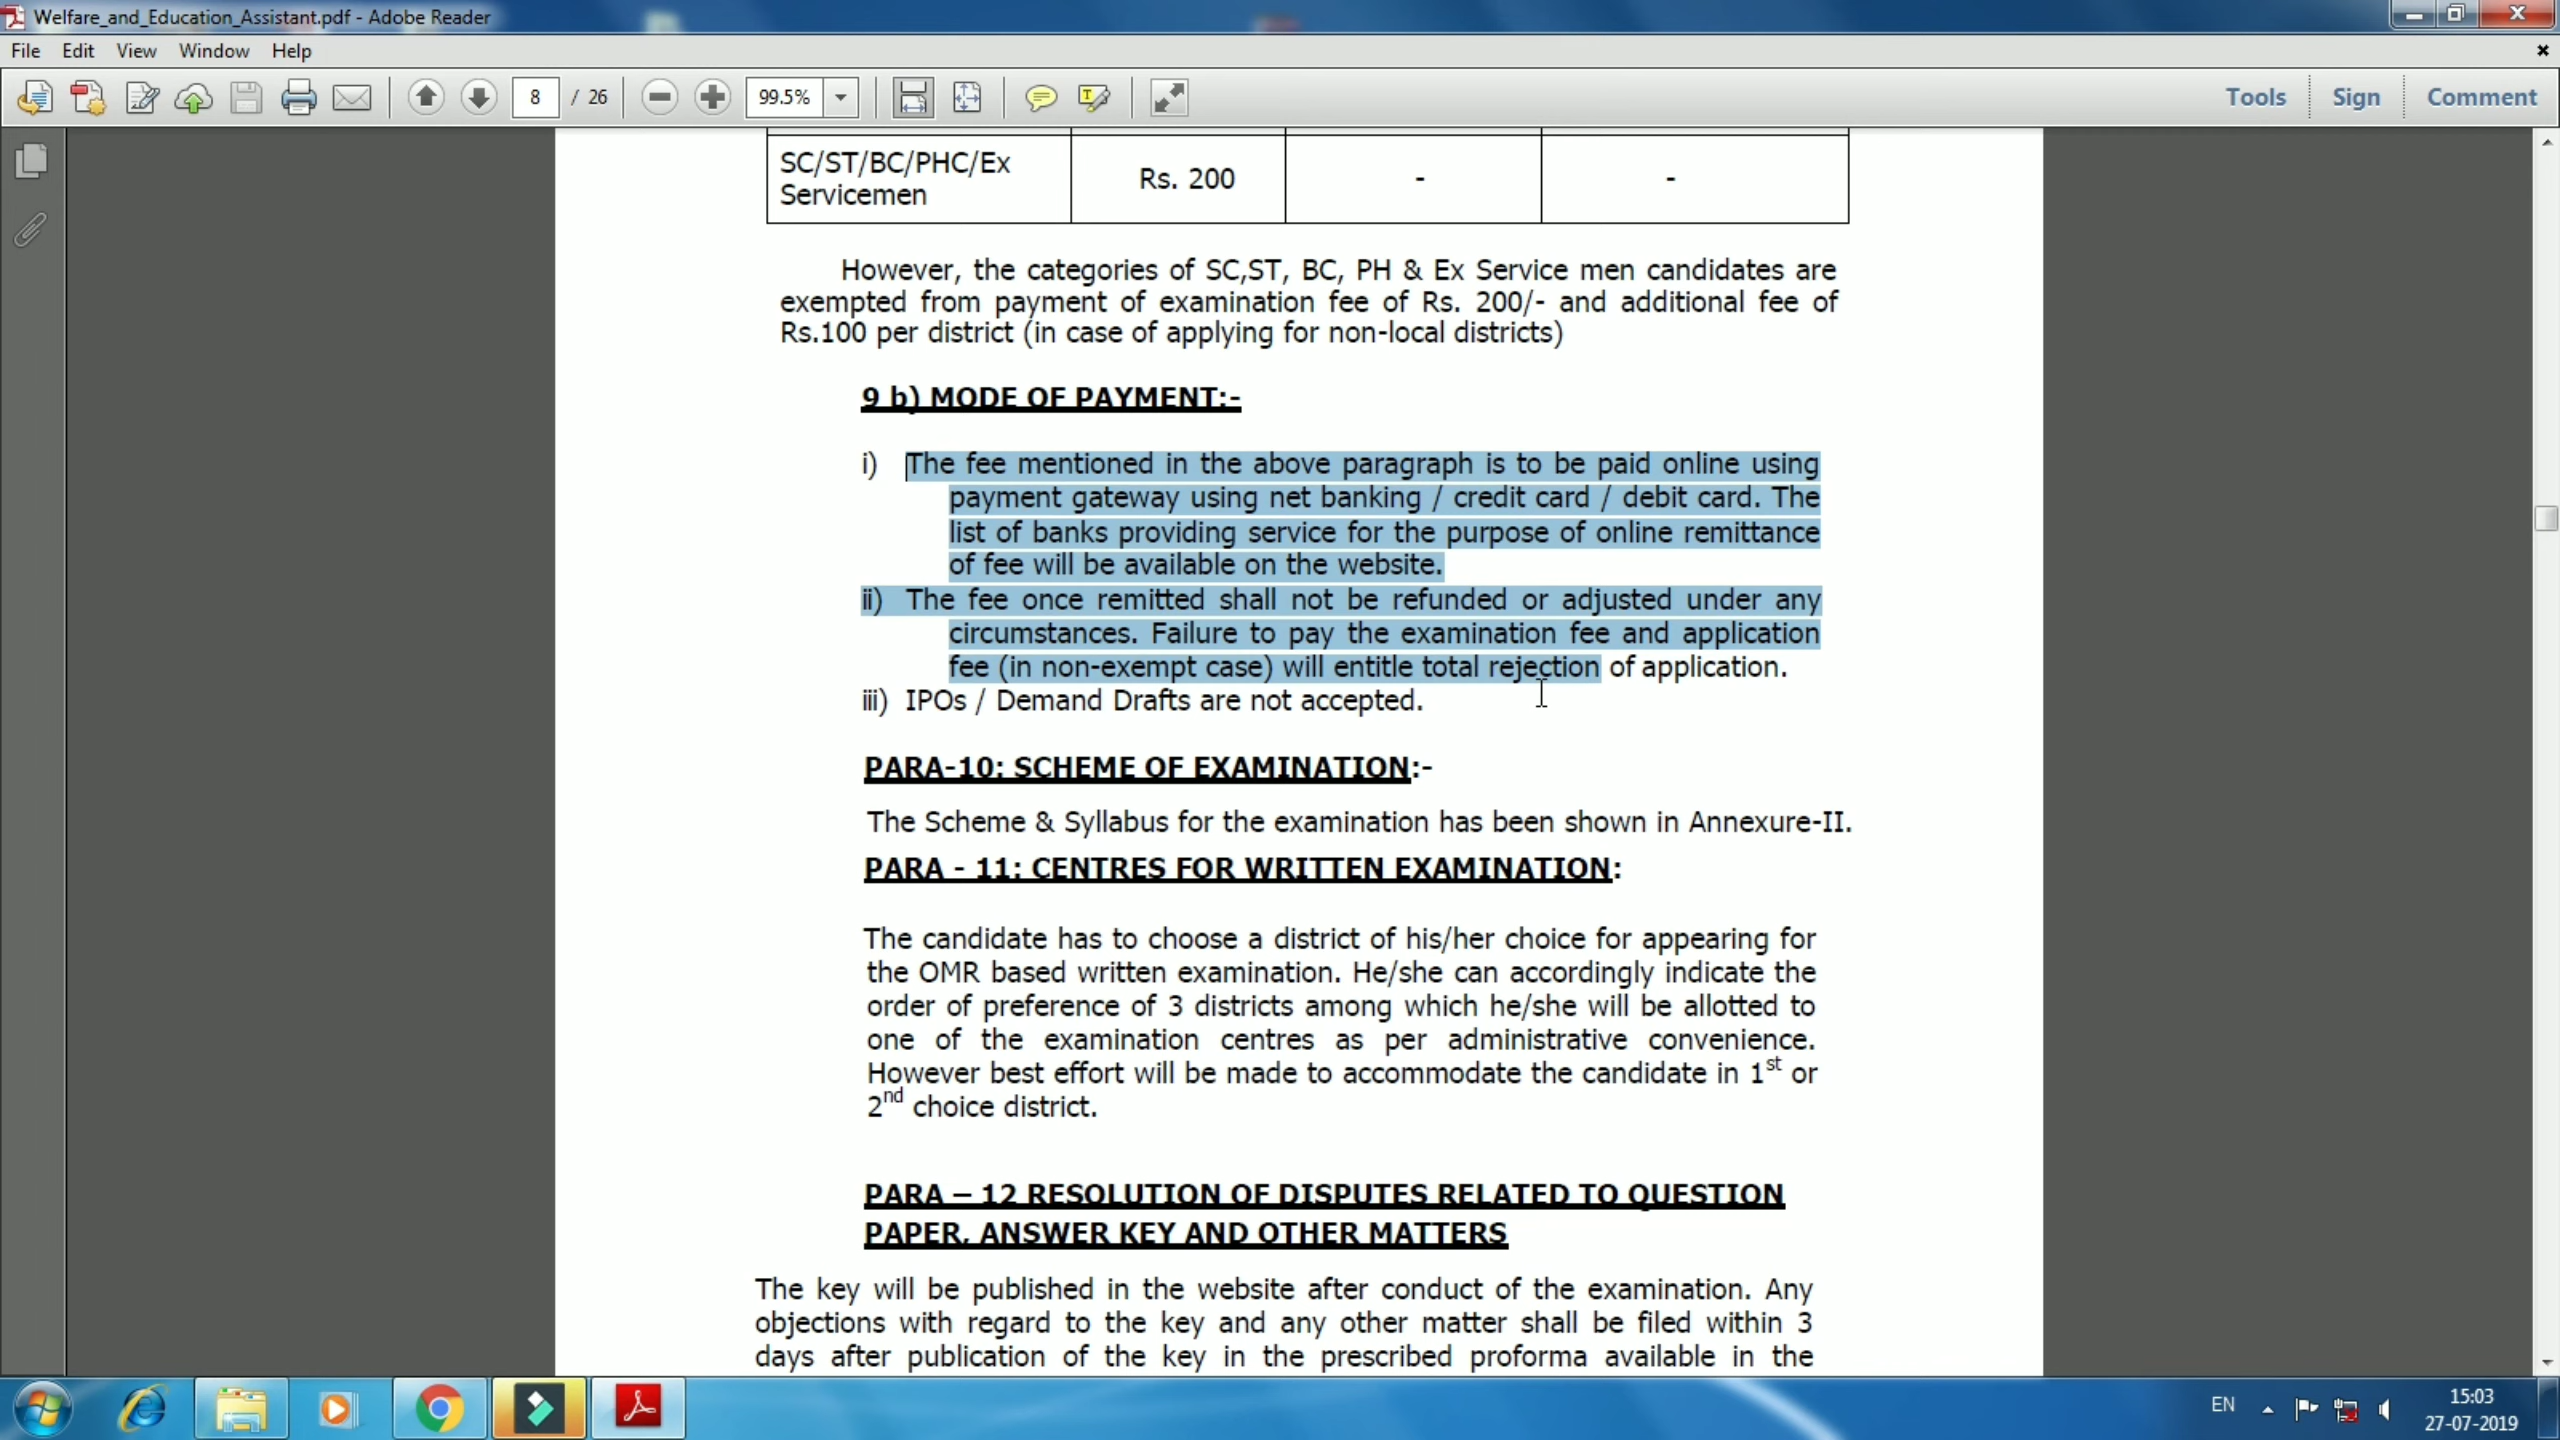 Welfare_and_Education_Assistant.pdf - Adobe Reader
File Edit View Window Help
8 / 26 99.5% Tools Sign Comment
SC/ST/BC/PHC/Ex
Servicemen
Rs. 200 - -
However, the categories of SC,ST, BC, PH & Ex Service men candidates are
exempted from payment of examination fee of Rs. 200/- and additional fee of
Rs.100 per district (in case of applying for non-local districts)
9 b) MODE OF PAYMENT:-
i) The fee mentioned in the above paragraph is to be paid online using
payment gateway using net banking / credit card / debit card. The
list of banks providing service for the purpose of online remittance
of fee will be available on the website.
ii) The fee once remitted shall not be refunded or adjusted under any
circumstances. Failure to pay the examination fee and application
fee (in non-exempt case) will entitle total rejection of application.
iii) IPOs / Demand Drafts are not accepted.
PARA-10: SCHEME OF EXAMINATION:-
The Scheme & Syllabus for the examination has been shown in Annexure-II.
PARA - 11: CENTRES FOR WRITTEN EXAMINATION:
The candidate has to choose a district of his/her choice for appearing for
the OMR based written examination. He/she can accordingly indicate the
order of preference of 3 districts among which he/she will be allotted to
one of the examination centres as per administrative convenience.
However best effort will be made to accommodate the candidate in 1st or
2nd choice district.
PARA – 12 RESOLUTION OF DISPUTES RELATED TO QUESTION
PAPER, ANSWER KEY AND OTHER MATTERS
The key will be published in the website after conduct of the examination. Any
objections with regard to the key and any other matter shall be filed within 3
days after publication of the key in the prescribed proforma available in the
EN
15:03
27-07-2019